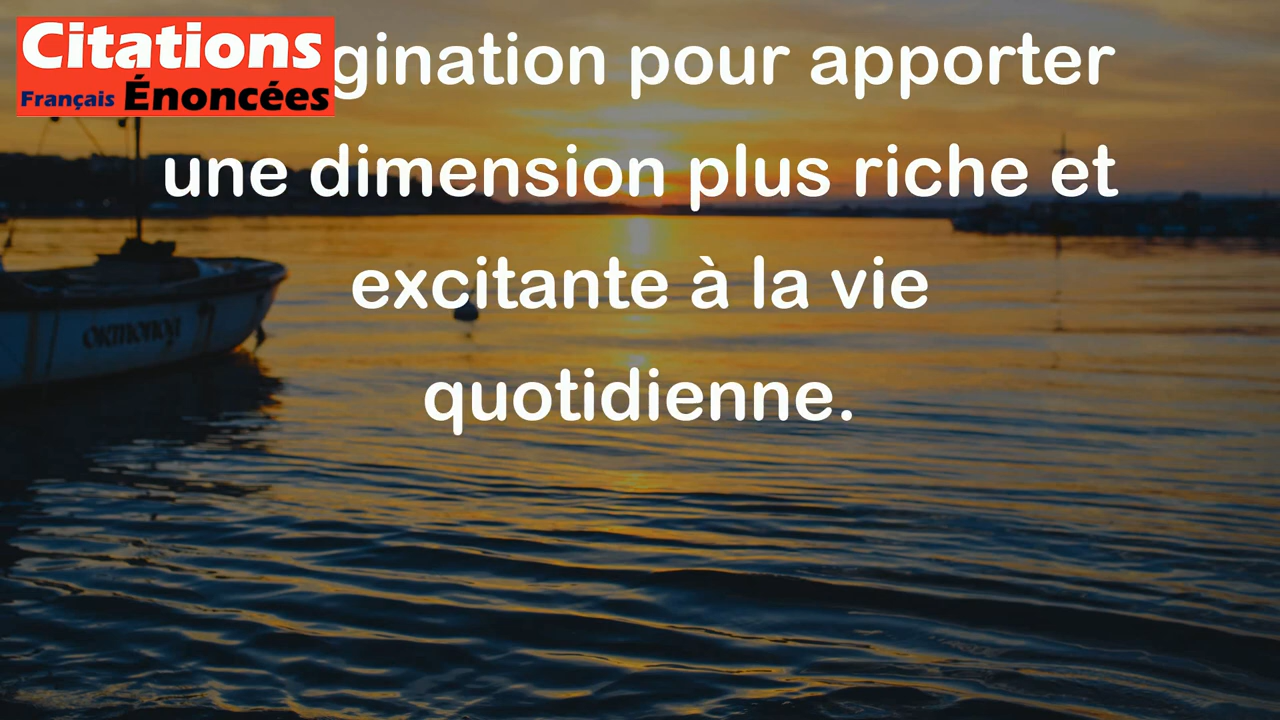 Citations
Français Énoncées
gination pour apporter
une dimension plus riche et
excitante à la vie
quotidienne.